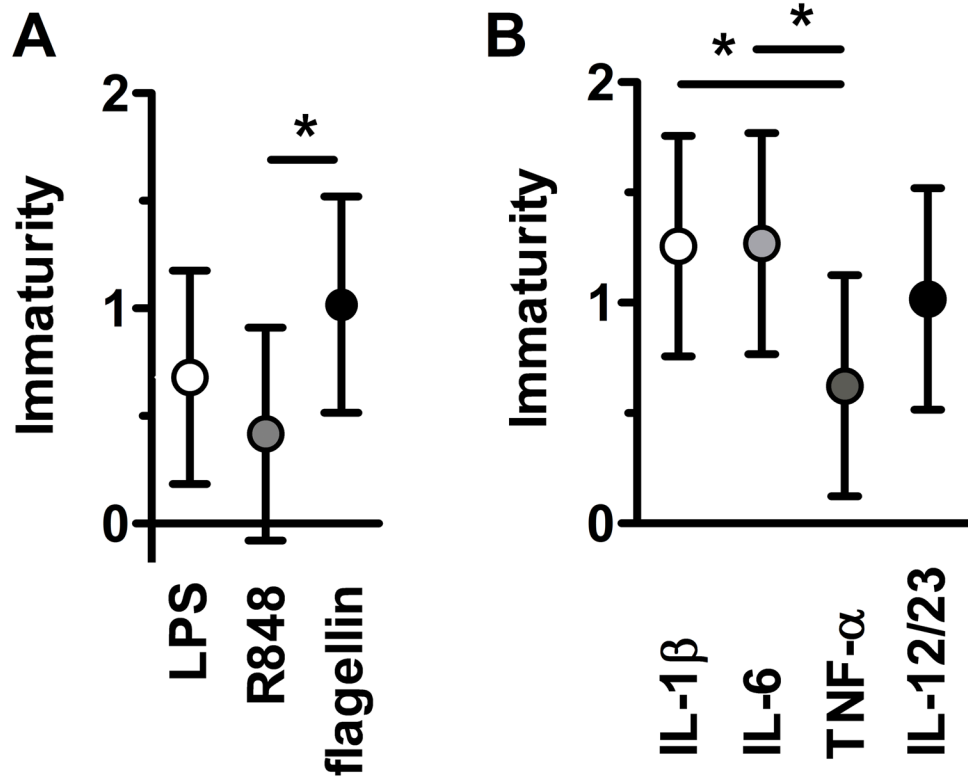 A
2
1
0
Immaturity
*
LPS
R848
flagellin
B
2
1
0
Immaturity
*
*
IL-1β
IL-6
TNF-α
IL-12/23